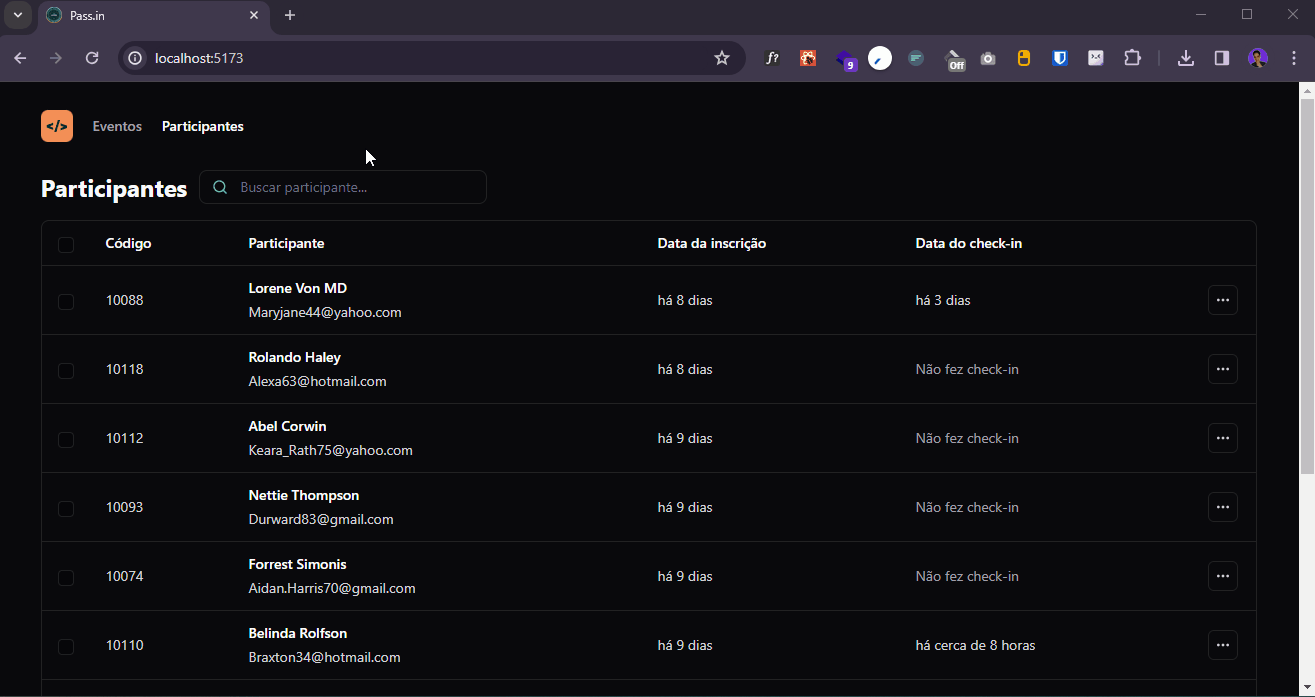 Pass.in
localhost:5173
f?
9
Off
</> Eventos Participantes
Participantes Buscar participante...
Código Participante Data da inscrição Data do check-in
10088 Lorene Von MD há 8 dias há 3 dias
Maryjane44@yahoo.com
10118 Rolando Haley há 8 dias Não fez check-in
Alexa63@hotmail.com
10112 Abel Corwin há 9 dias Não fez check-in
Keara_Rath75@yahoo.com
10093 Nettie Thompson há 9 dias Não fez check-in
Durward83@gmail.com
10074 Forrest Simonis há 9 dias Não fez check-in
Aidan.Harris70@gmail.com
10110 Belinda Rolfson há 9 dias há cerca de 8 horas
Braxton34@hotmail.com